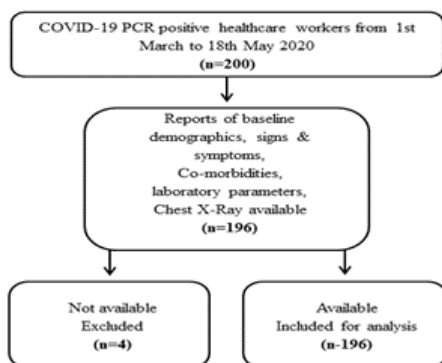 COVID-19 PCR positive healthcare workers from 1st
March to 18th May 2020
(n=200)
Reports of baseline
demographics, signs &
symptoms,
Co-morbidities,
laboratory parameters,
Chest X-Ray available
(n=196)
Not available
Excluded
(n=4)
Available
Included for analysis
(n-196)